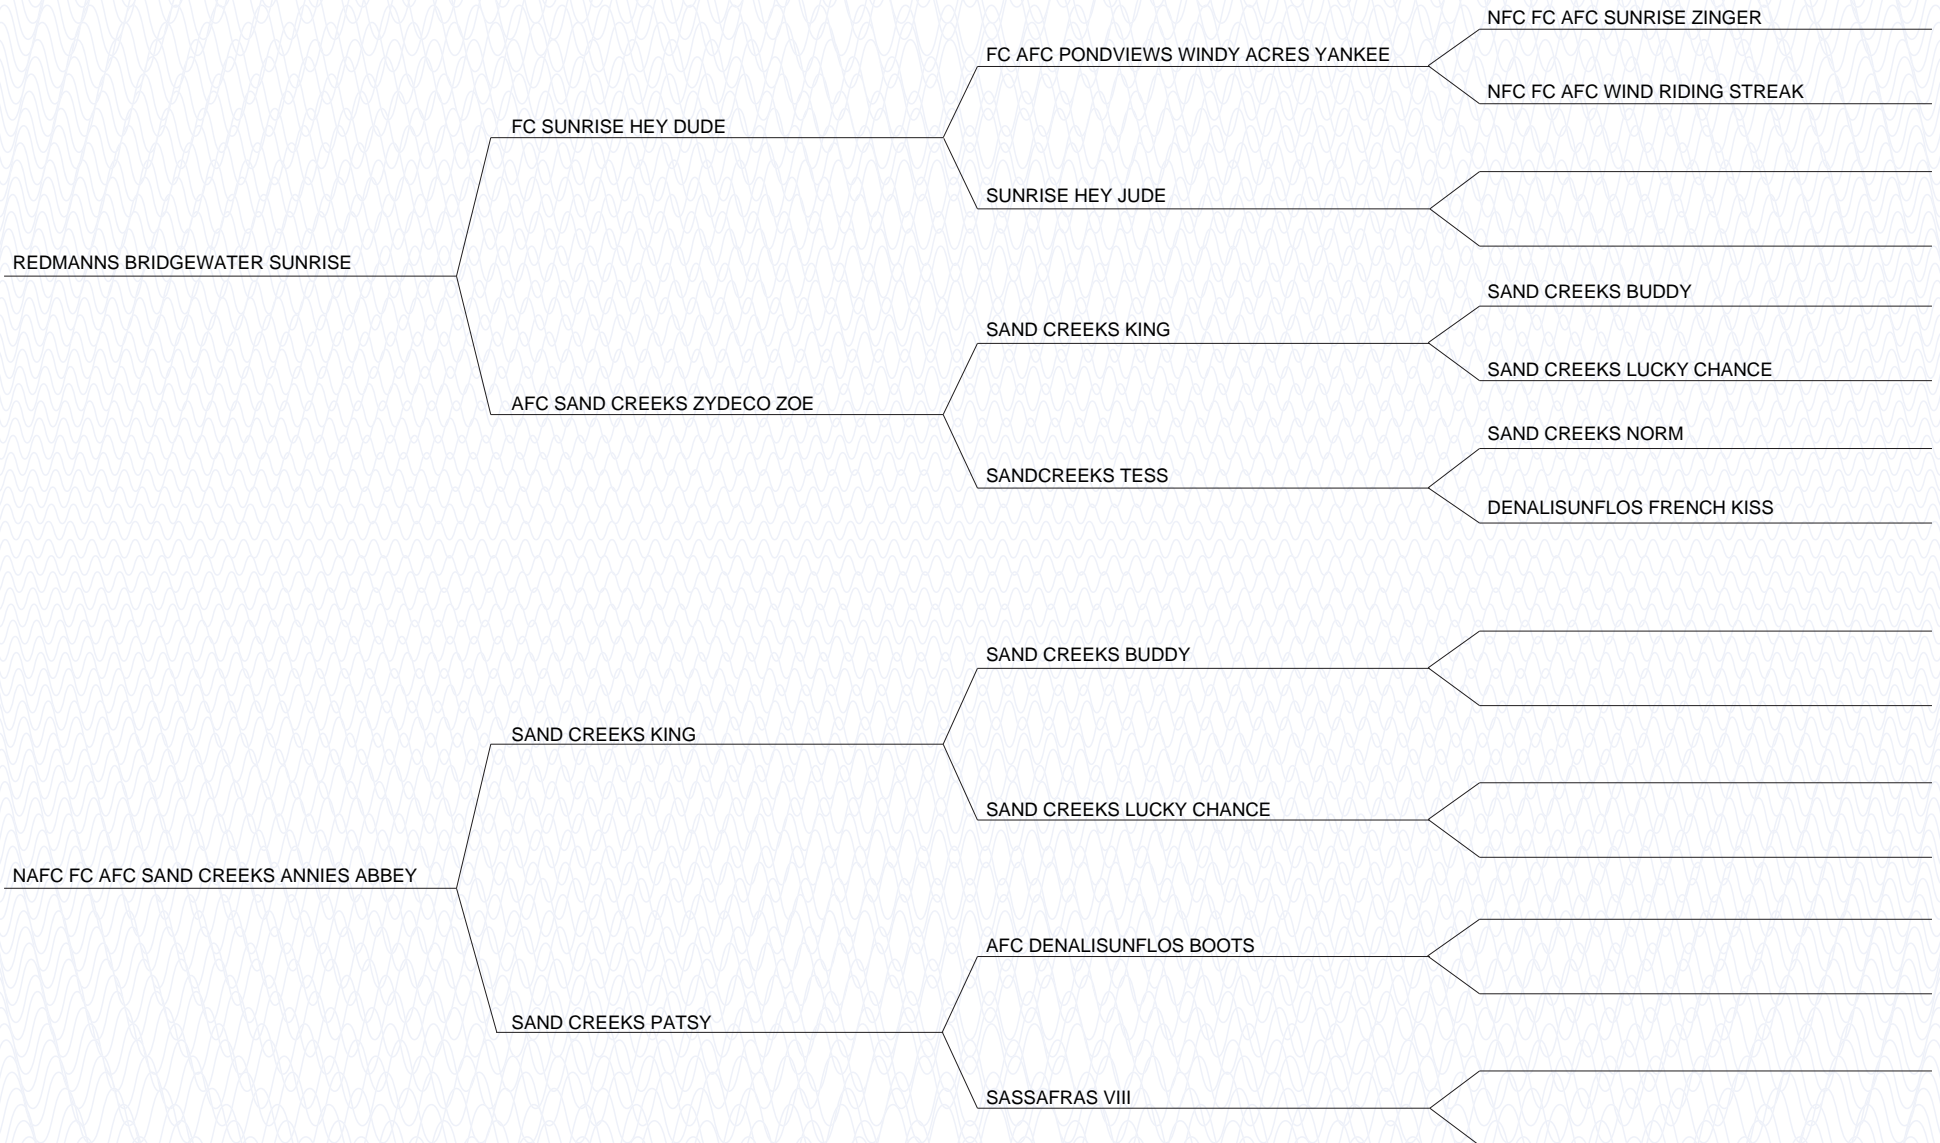 NFC FC AFC SUNRISE ZINGER
FC AFC PONDVIEWS WINDY ACRES YANKEE
NFC FC AFC WIND RIDING STREAK
FC SUNRISE HEY DUDE
SUNRISE HEY JUDE
REDMANNS BRIDGEWATER SUNRISE
SAND CREEKS BUDDY
SAND CREEKS KING
SAND CREEKS LUCKY CHANCE
AFC SAND CREEKS ZYDECO ZOE
SAND CREEKS NORM
SANDCREEKS TESS
DENALISUNFLOS FRENCH KISS
SAND CREEKS BUDDY
SAND CREEKS KING
SAND CREEKS LUCKY CHANCE
NAFC FC AFC SAND CREEKS ANNIES ABBEY
AFC DENALISUNFLOS BOOTS
SAND CREEKS PATSY
SASSAFRAS VIII